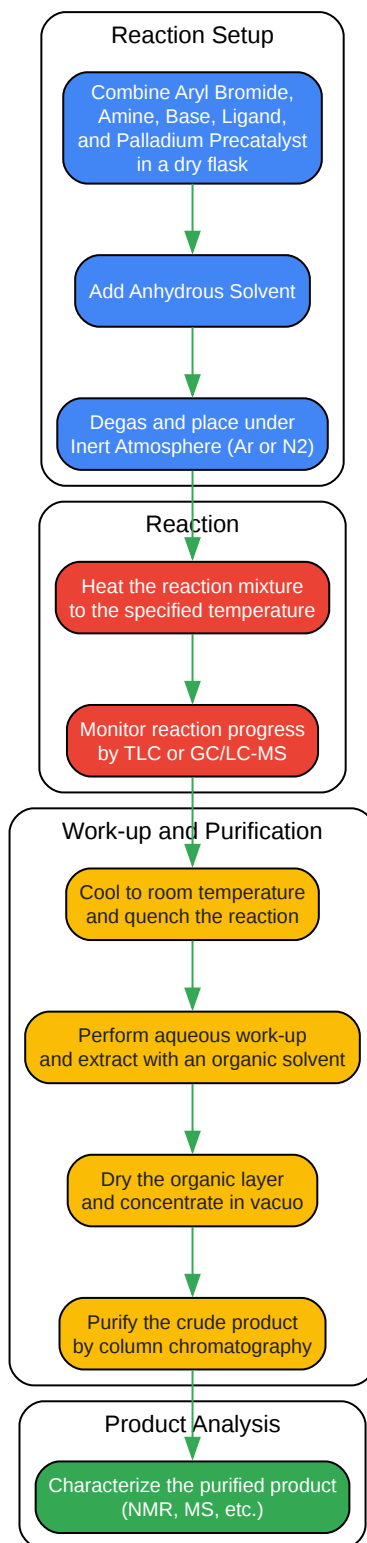 Reaction Setup
Combine Aryl Bromide,
Amine, Base, Ligand,
and Palladium Precatalyst
in a dry flask
Add Anhydrous Solvent
Degas and place under
Inert Atmosphere (Ar or N2)
Reaction
Heat the reaction mixture
to the specified temperature
Monitor reaction progress
by TLC or GC/LC-MS
Work-up and Purification
Cool to room temperature
and quench the reaction
Perform aqueous work-up
and extract with an organic solvent
Dry the organic layer
and concentrate in vacuo
Purify the crude product
by column chromatography
Product Analysis
Characterize the purified product
(NMR, MS, etc.)